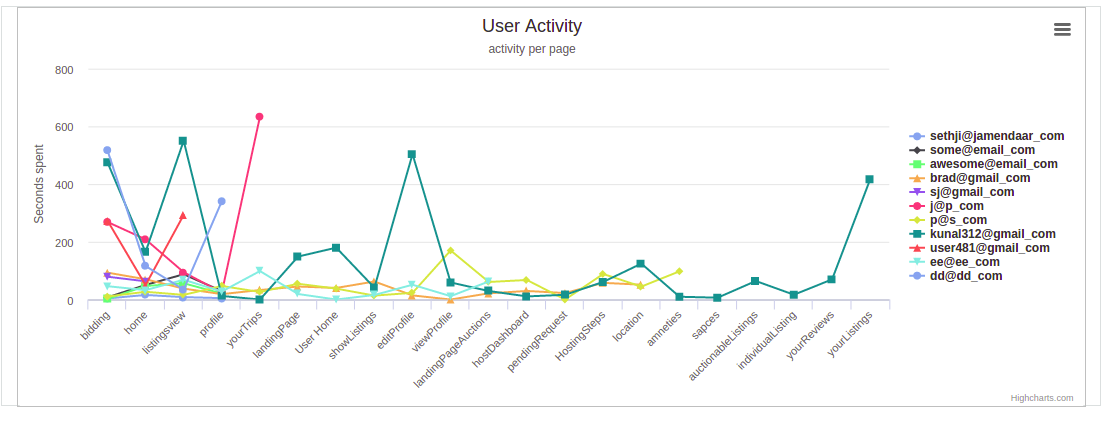 User Activity
activity per page
Seconds spent
800
600
400
200
0
bidding
home
listingsview
profile
yourTrips
landingPage
User Home
showListings
editProfile
viewProfile
landingPageAuctions
hostDashboard
pendingRequest
HostingSteps
location
ammeties
sapces
auctionableListings
individualListing
yourReviews
yourListings
sethji@jamendaar_com
some@email_com
awesome@email_com
brad@gmail_com
sj@gmail_com
j@p_com
p@s_com
kunal312@gmail_com
user481@gmail_com
ee@ee_com
dd@dd_com
Highcharts.com